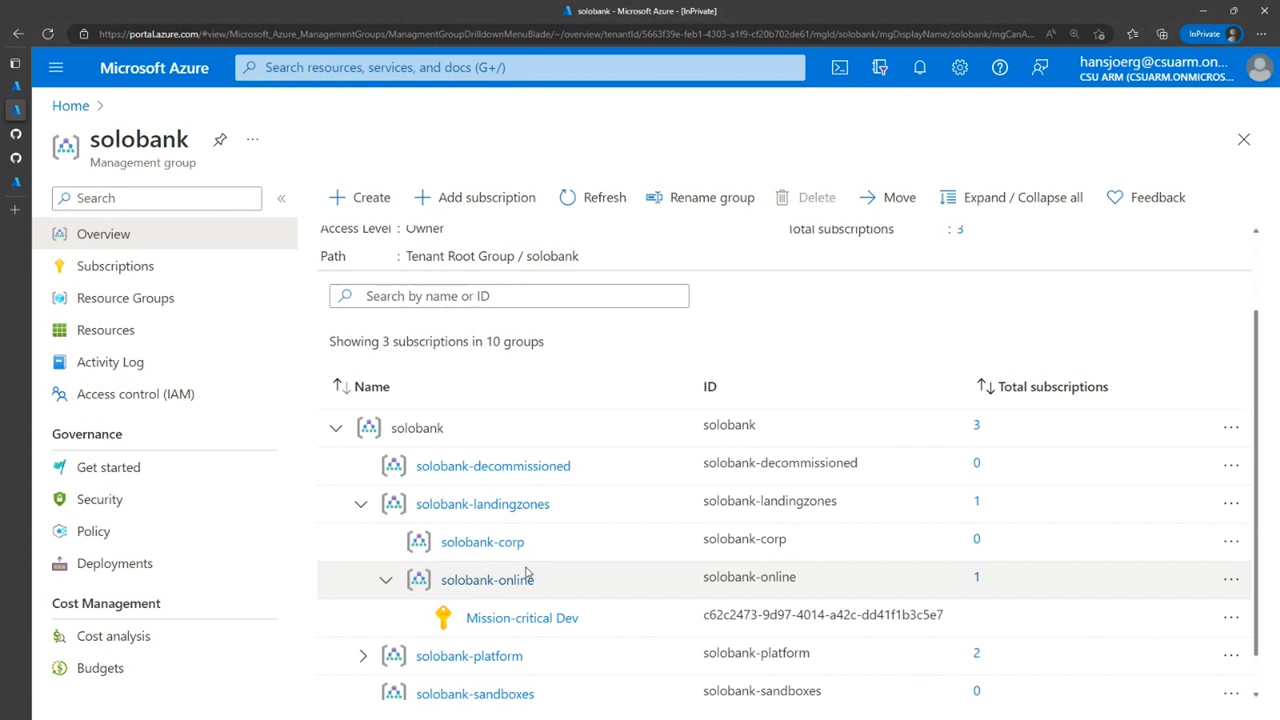 solobank - Microsoft Azure - [InPrivate]
https://portal.azure.com/#view/Microsoft_Azure_ManagementGroups/ManagmentGroupDrilldownMenuBlade/~/overview/tenantId/5663f39e-feb1-4303-a1f9-cf20b702de61/mgId/solobank/mgDisplayName/solobank/mgCanA...
InPrivate
Microsoft Azure
Search resources, services, and docs (G+/)
hansjoerg@csuarm.on...
CSU ARM (CSUARM.ONMICROS...
Home
solobank
Management group
Search
Create
Add subscription
Refresh
Rename group
Delete
Move
Expand / Collapse all
Feedback
Overview
Subscriptions
Resource Groups
Resources
Activity Log
Access control (IAM)
Governance
Get started
Security
Policy
Deployments
Cost Management
Cost analysis
Budgets
Access Level : Owner
Total subscriptions : 3
Path : Tenant Root Group / solobank
Search by name or ID
Showing 3 subscriptions in 10 groups
Name ID Total subscriptions
solobank solobank 3
solobank-decommissioned solobank-decommissioned 0
solobank-landingzones solobank-landingzones 1
solobank-corp solobank-corp 0
solobank-online solobank-online 1
Mission-critical Dev c62c2473-9d97-4014-a42c-dd41f1b3c5e7
solobank-platform solobank-platform 2
solobank-sandboxes solobank-sandboxes 0